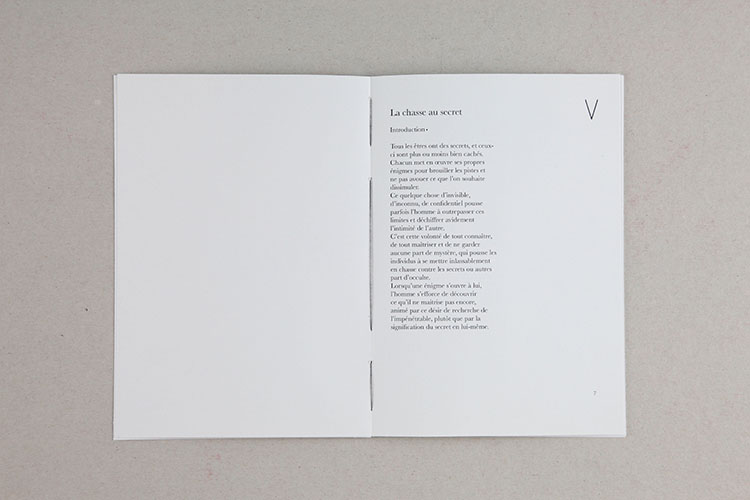 La chasse au secret
V
Introduction •
Tous les êtres ont des secrets, et ceux-
ci sont plus ou moins bien cachés.
Chacun met en œuvre ses propres
énigmes pour brouiller les pistes et
ne pas avouer ce que l'on souhaite
dissimuler.
Ce quelque chose d'invisible,
d'inconnu, de confidentiel pousse
parfois l'homme à outrepasser ces
limites et déchiffrer avidement
l'intimité de l'autre.
C'est cette volonté de tout connaître,
de tout maîtriser et de ne garder
aucune part de mystère, qui pousse les
individus à se mettre inlassablement
en chasse contre les secrets ou autres
part d'occulte.
Lorsqu'une énigme s'ouvre à lui,
l'homme s'efforce de découvrir
ce qu'il ne maîtrise pas encore,
animé par ce désir de recherche de
l'impénétrable, plutôt que par la
signification du secret en lui-même.
7